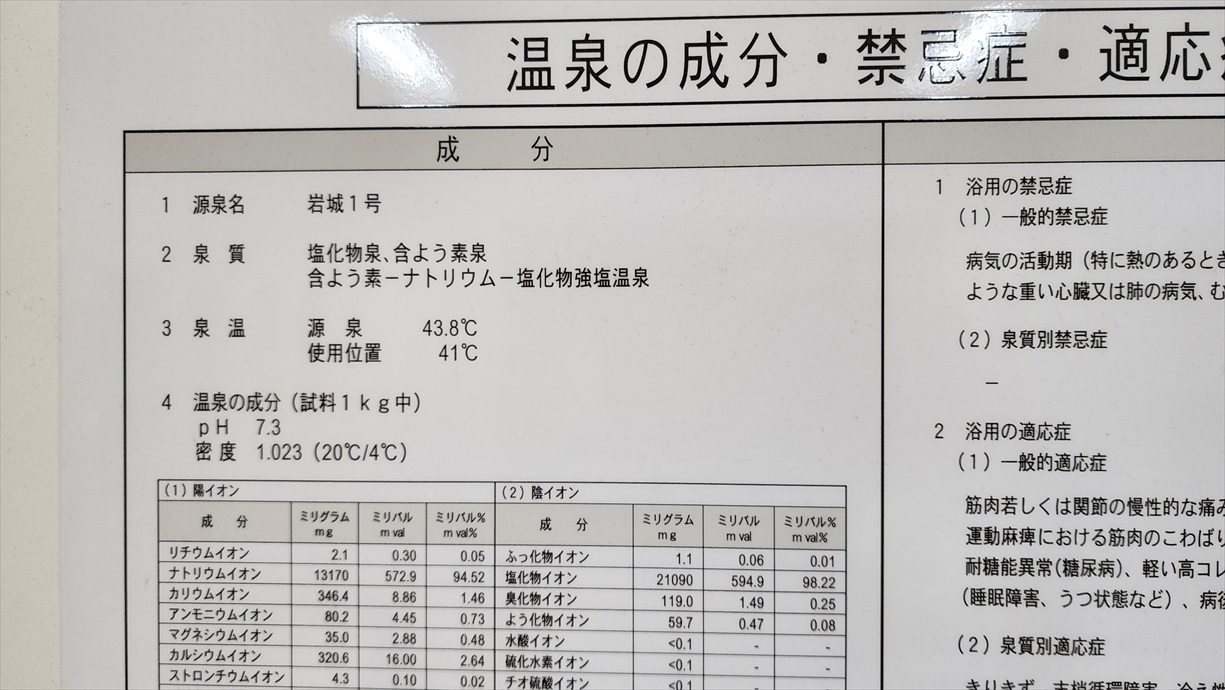 温泉の成分・禁忌症・適応
成　　分
1　源泉名　　岩城１号
2　泉　質　　塩化物泉、含よう素泉
含よう素－ナトリウム－塩化物強塩温泉
3　泉　温　　源　泉　　43.8℃
使用位置　　41℃
4　温泉の成分（試料１ｋｇ中）
ｐＨ　7.3
密度　1.023（20℃/4℃）
(1)陽イオン
成　分　ミリグラム mg　ミリバル m val　ミリバル% m val%
リチウムイオン　2.1　0.30　0.05
ナトリウムイオン　13170　572.9　94.52
カリウムイオン　346.4　8.86　1.46
アンモニウムイオン　80.2　4.45　0.73
マグネシウムイオン　35.0　2.88　0.48
カルシウムイオン　320.6　16.00　2.64
ストロンチウムイオン　4.3　0.10　0.02
(2)陰イオン
成　分　ミリグラム mg　ミリバル m val　ミリバル% m val%
ふっ化物イオン　1.1　0.06　0.01
塩化物イオン　21090　594.9　98.22
臭化物イオン　119.0　1.49　0.25
よう化物イオン　59.7　0.47　0.08
水酸イオン　<0.1　-　-
硫化水素イオン　<0.1　-　-
チオ硫酸イオン　<0.1　-　-
1　浴用の禁忌症
（1）一般的禁忌症
病気の活動期（特に熱のあるとき
ような重い心臓又は肺の病気、む
（2）泉質別禁忌症
－
2　浴用の適応症
（1）一般的適応症
筋肉若しくは関節の慢性的な痛み
運動麻痺における筋肉のこわばり
耐糖能異常(糖尿病)、軽い高コレ
（睡眠障害、うつ状態など）、病後
（2）泉質別適応症
きりきず、末梢循環障害、冷え性